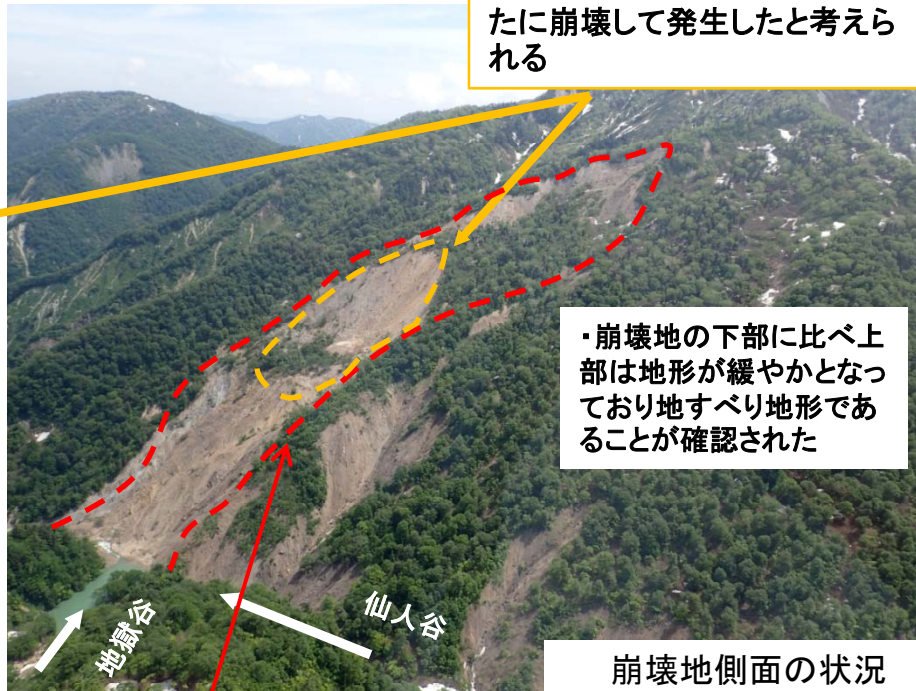 たに崩壊して発生したと考えら
れる
・崩壊地の下部に比べ上
部は地形が緩やかとなっ
ており地すべり地形であ
ることが確認された
仙人谷
地獄谷
崩壊地側面の状況